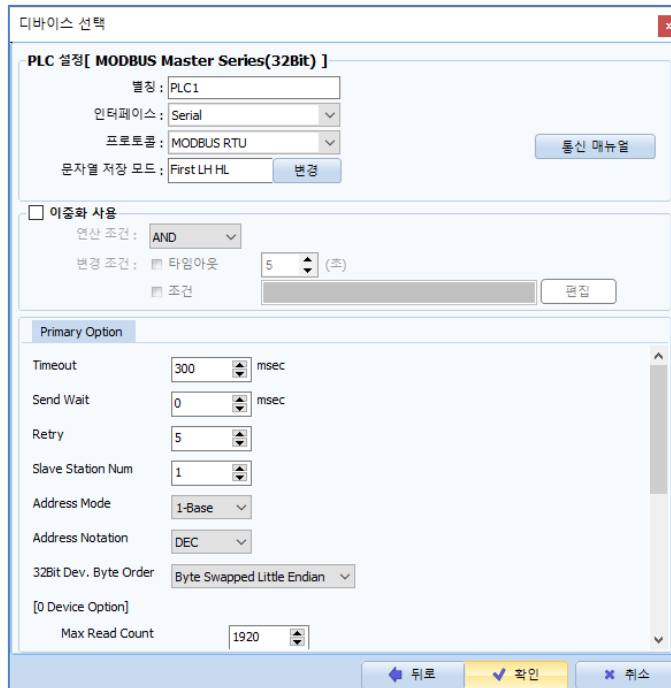 디바이스 선택
PLC 설정[ MODBUS Master Series(32Bit) ]
별칭 : PLC1
인터페이스 : Serial
프로토콜 : MODBUS RTU
통신 매뉴얼
문자열 저장 모드 : First LH HL 변경
이중화 사용
연산 조건 : AND
변경 조건 : 타임아웃 5 (초)
조건 편집
Primary Option
Timeout 300 msec
Send Wait 0 msec
Retry 5
Slave Station Num 1
Address Mode 1-Base
Address Notation DEC
32Bit Dev. Byte Order Byte Swapped Little Endian
[0 Device Option]
Max Read Count 1920
뒤로 확인 취소